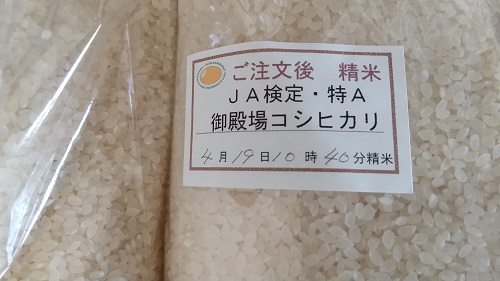 ご注文後 精米
JA検定・特A
御殿場コシヒカリ
4月19日10時40分精米